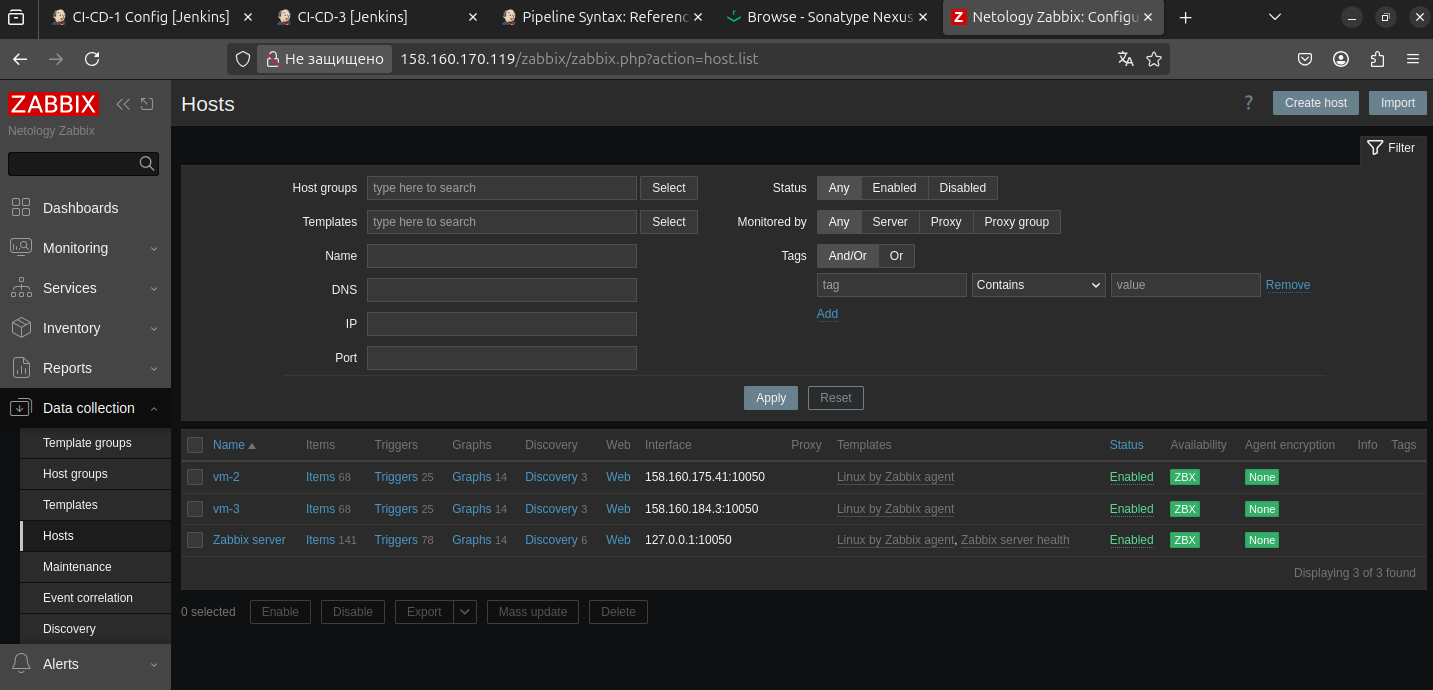 CI-CD-1 Config [Jenkins]
CI-CD-3 [Jenkins]
Pipeline Syntax: Referenc
Browse - Sonatype Nexus
Netology Zabbix: Configu
Не защищено
158.160.170.119/zabbix/zabbix.php?action=host.list
ZABBIX
Netology Zabbix
Dashboards
Monitoring
Services
Inventory
Reports
Data collection
Template groups
Host groups
Templates
Hosts
Maintenance
Event correlation
Discovery
Alerts
Hosts
? Create host Import
Filter
Host groups type here to search Select
Templates type here to search Select
Name
DNS
IP
Port
Status Any Enabled Disabled
Monitored by Any Server Proxy Proxy group
Tags And/Or Or
tag Contains value Remove
Add
Apply Reset
Name Items Triggers Graphs Discovery Web Interface Proxy Templates Status Availability Agent encryption Info Tags
vm-2 Items 68 Triggers 25 Graphs 14 Discovery 3 Web 158.160.175.41:10050 Linux by Zabbix agent Enabled ZBX None
vm-3 Items 68 Triggers 25 Graphs 14 Discovery 3 Web 158.160.184.3:10050 Linux by Zabbix agent Enabled ZBX None
Zabbix server Items 141 Triggers 78 Graphs 14 Discovery 6 Web 127.0.0.1:10050 Linux by Zabbix agent, Zabbix server health Enabled ZBX None
Displaying 3 of 3 found
0 selected Enable Disable Export Mass update Delete